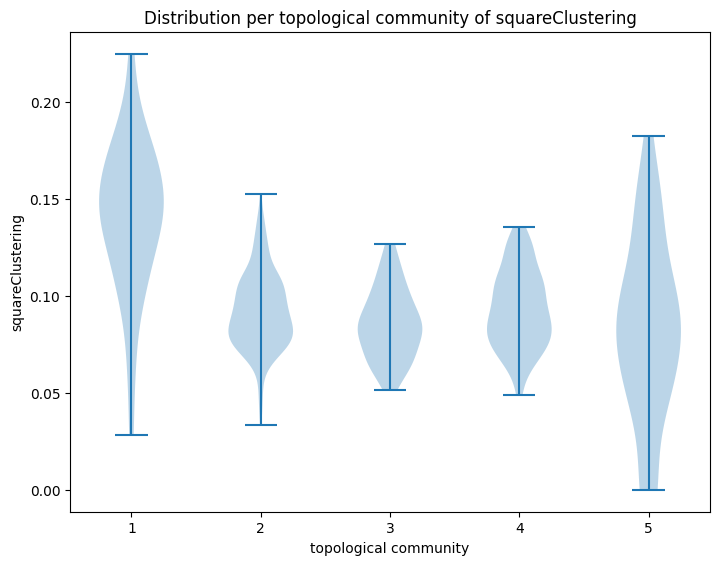 Distribution per topological community of squareClustering
0.20
0.15
0.10
0.05
0.00
squareClustering
1 2 3 4 5
topological community